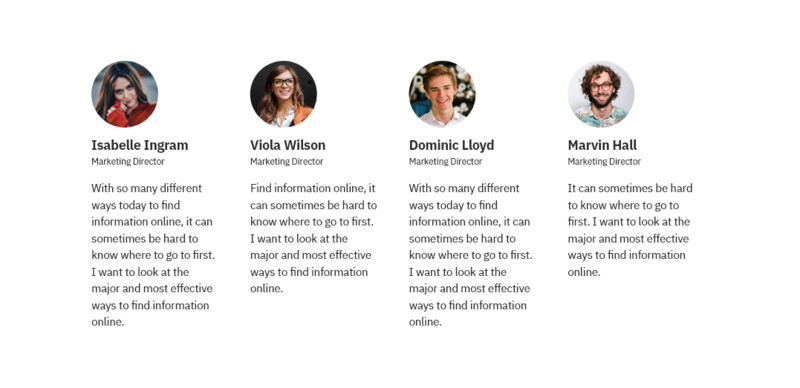 Isabelle Ingram
Marketing Director
With so many different
ways today to find
information online, it can
sometimes be hard to
know where to go to first.
I want to look at the
major and most effective
ways to find information
online.
Viola Wilson
Marketing Director
Find information online, it
can sometimes be hard to
know where to go to first.
I want to look at the
major and most effective
ways to find information
online.
Dominic Lloyd
Marketing Director
With so many different
ways today to find
information online, it can
sometimes be hard to
know where to go to first.
I want to look at the
major and most effective
ways to find information
online.
Marvin Hall
Marketing Director
It can sometimes be hard
to know where to go to
first. I want to look at the
major and most effective
ways to find information
online.